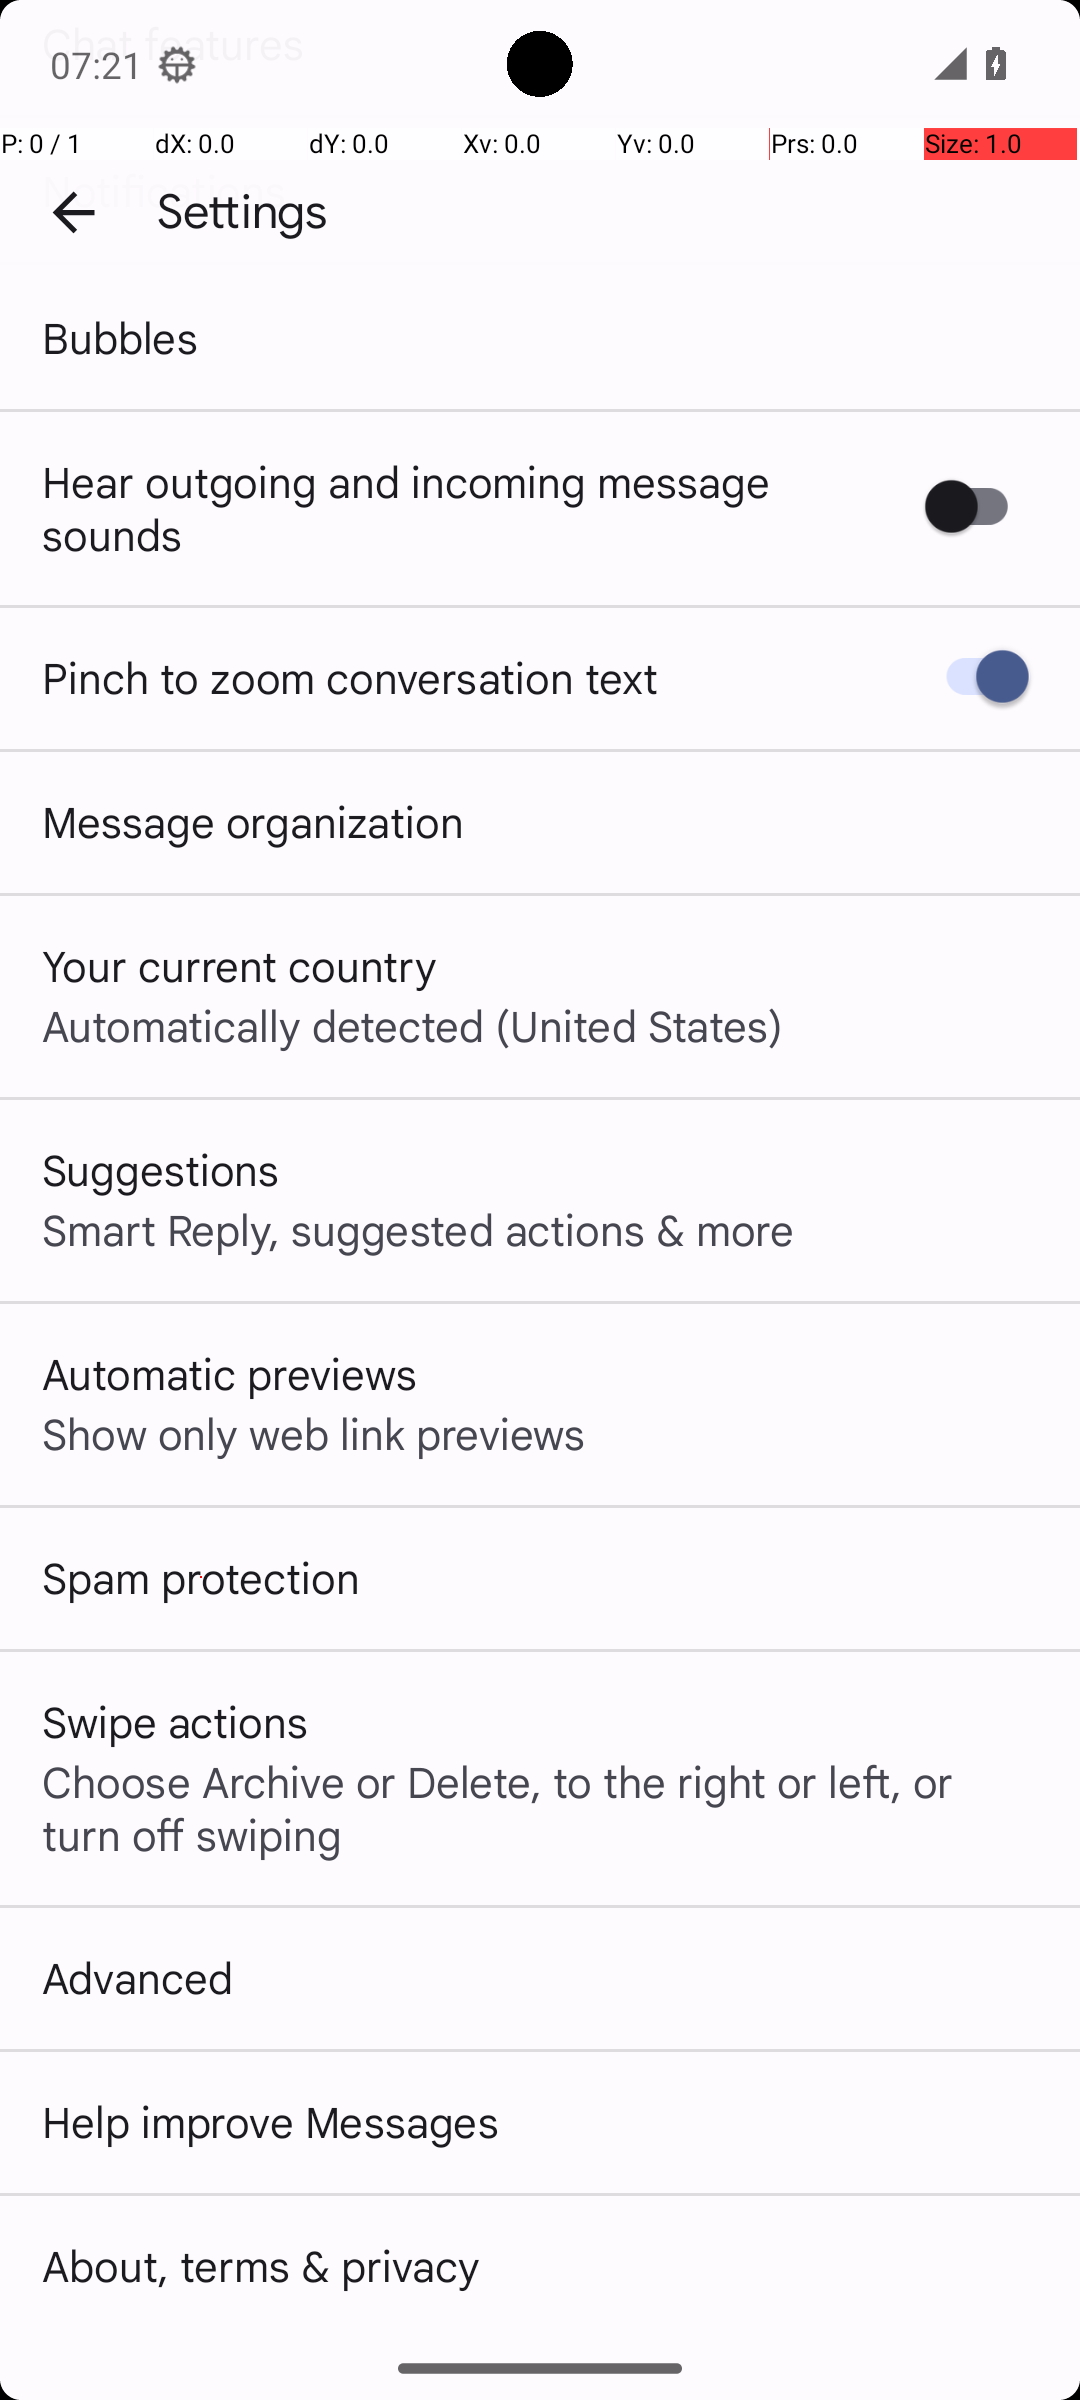 Chat features
07:21
P: 0 / 1 dX: 0.0 dY: 0.0 Xv: 0.0 Yv: 0.0 Prs: 0.0 Size: 1.0
Notifications
Settings
Bubbles
Hear outgoing and incoming message
sounds
Pinch to zoom conversation text
Message organization
Your current country
Automatically detected (United States)
Suggestions
Smart Reply, suggested actions & more
Automatic previews
Show only web link previews
Spam protection
Swipe actions
Choose Archive or Delete, to the right or left, or
turn off swiping
Advanced
Help improve Messages
About, terms & privacy